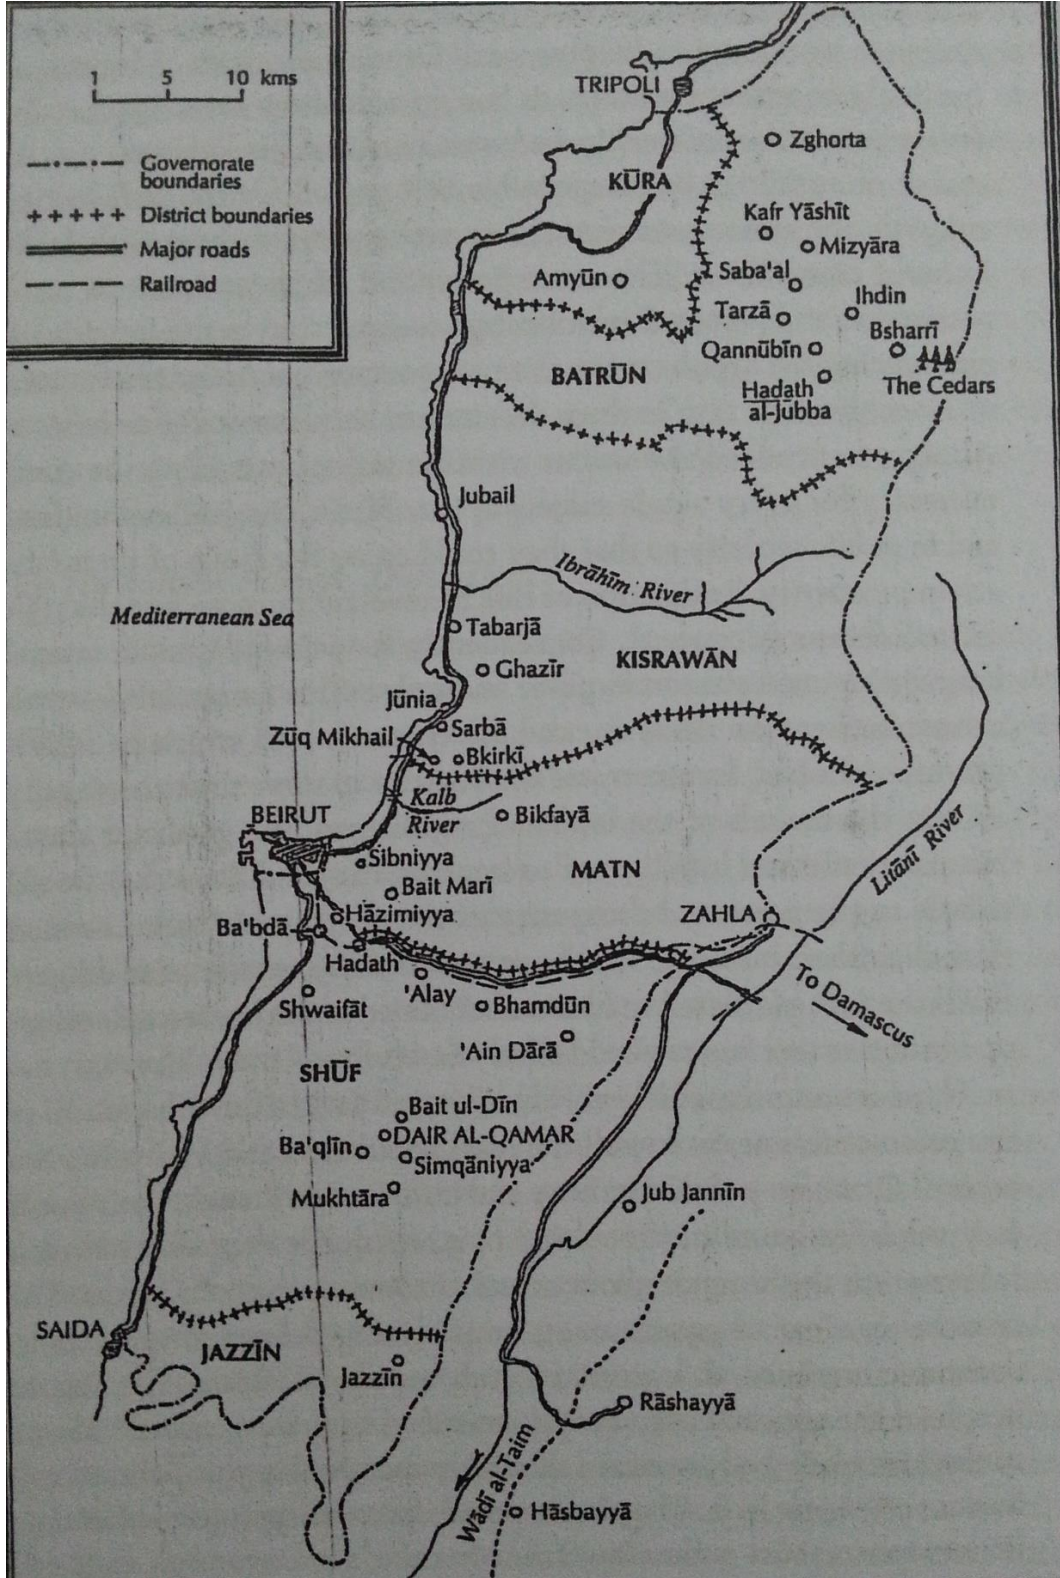 1 5 10 kms
Governorate
boundaries
District boundaries
Major roads
Railroad
TRIPOLI
Zghorta
KŪRA
Kafr Yāshīt
Mizyāra
Amyūn
Saba'al
Ihdin
Tarzā
Bsharrī
Qannūbīn
BATRŪN
The Cedars
Hadath
al-Jūbba
Jubail
Ibrāhīm River
Mediterranean Sea
Tabarjā
KISRAWĀN
Ghazīr
Jūnia
Sarbā
Zūq Mikhail
Bkirkī
Kalb
River
BEIRUT
Bikfayā
Litānī River
Sibniyya
MATN
Bait Marī
ZAHLA
Hāzimiyya
Ba'bdā
Hadath
'Alay
To Damascus
Shwaifāt
Bhamdūn
'Ain Dārā
SHŪF
Bait ul-Dīn
DAIR AL-QAMAR
Ba'qlīn
Simqāniyya
Mukhtāra
Jub Jannīn
SAIDA
JAZZĪN
Jazzīn
Rāshayyā
Wādī al-Taim
Hāsbayyā